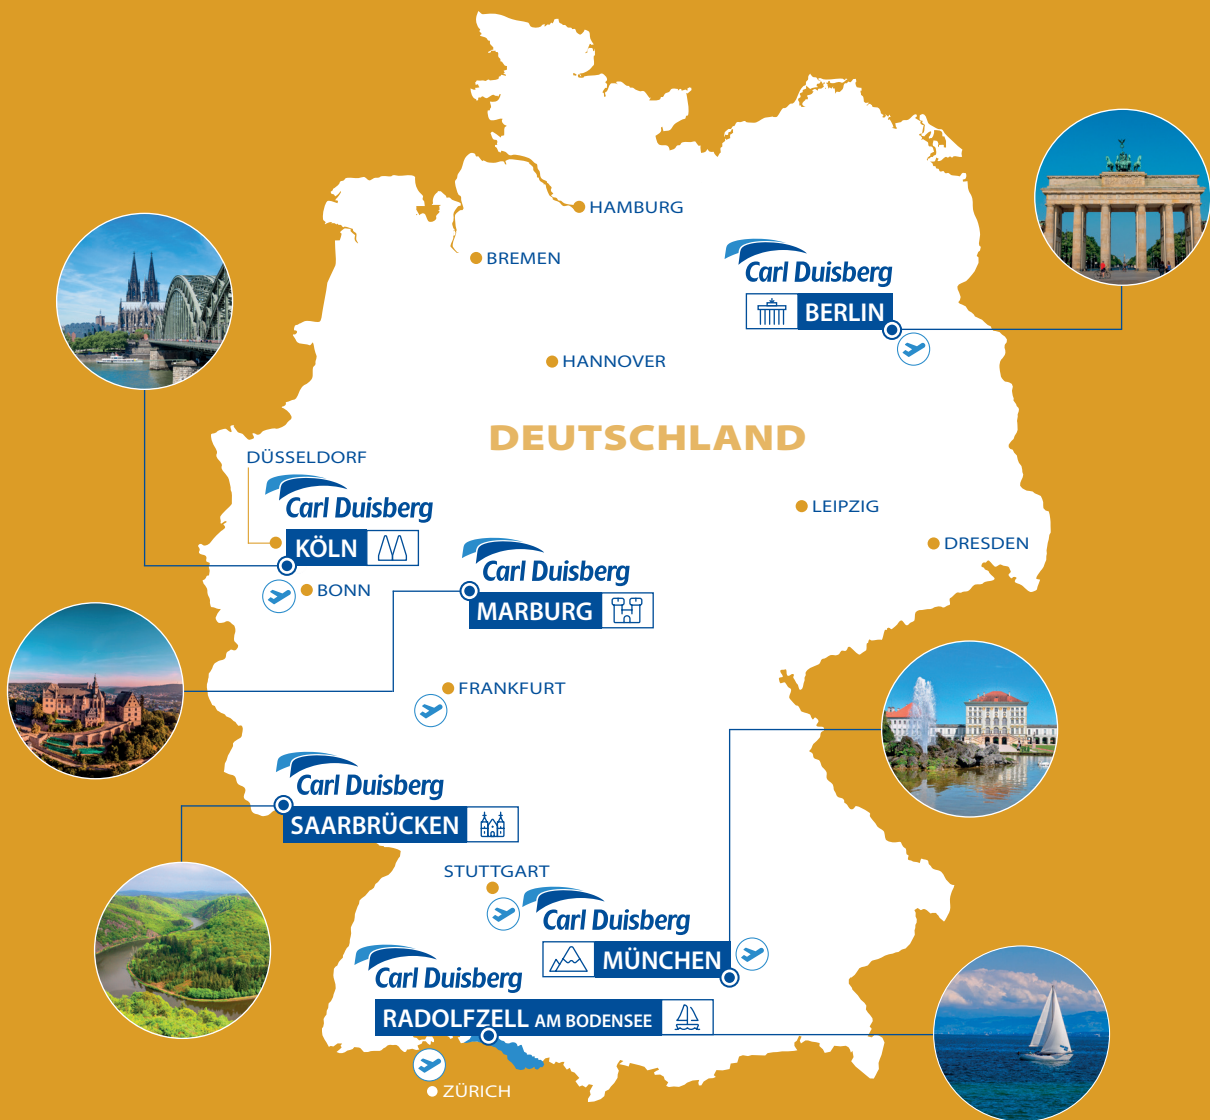 HAMBURG
BREMEN
Carl Duisberg
BERLIN
HANNOVER
DEUTSCHLAND
DÜSSELDORF
Carl Duisberg
KÖLN
LEIPZIG
DRESDEN
BONN
Carl Duisberg
MARBURG
FRANKFURT
Carl Duisberg
SAARBRÜCKEN
STUTTGART
Carl Duisberg
MÜNCHEN
Carl Duisberg
RADOLFZELL AM BODENSEE
ZÜRICH